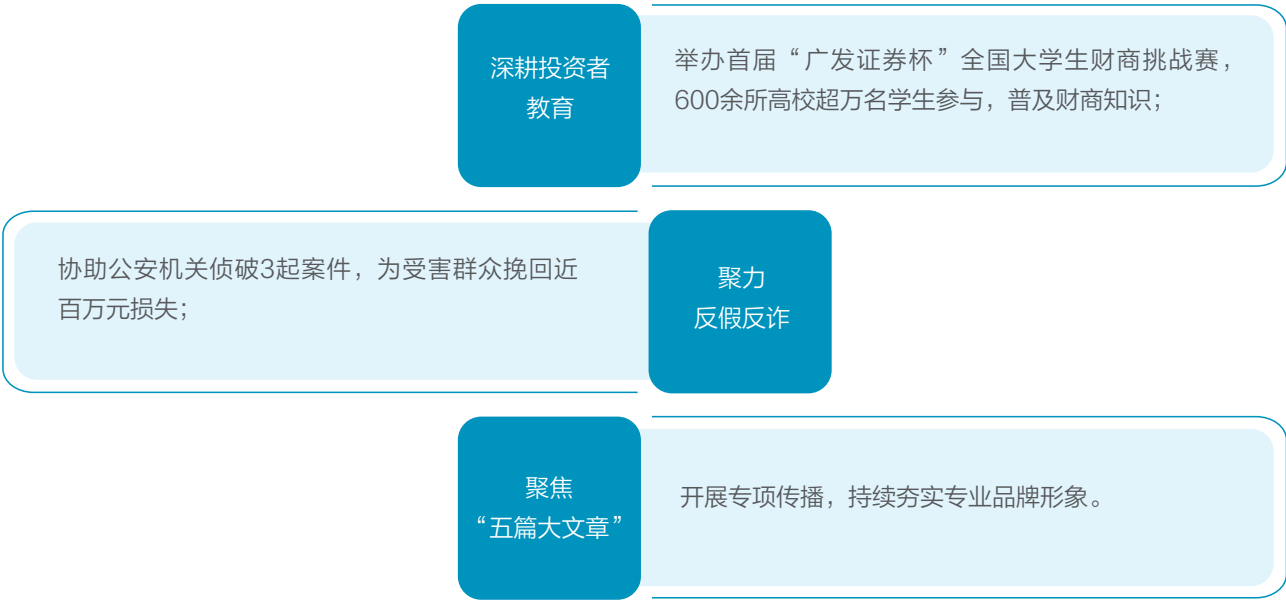 深耕投资者
教育
举办首届“广发证券杯”全国大学生财商挑战赛，
600余所高校超万名学生参与，普及财商知识；
协助公安机关侦破3起案件，为受害群众挽回近
百万元损失；
聚力
反假反诈
聚焦
“五篇大文章”
开展专项传播，持续夯实专业品牌形象。